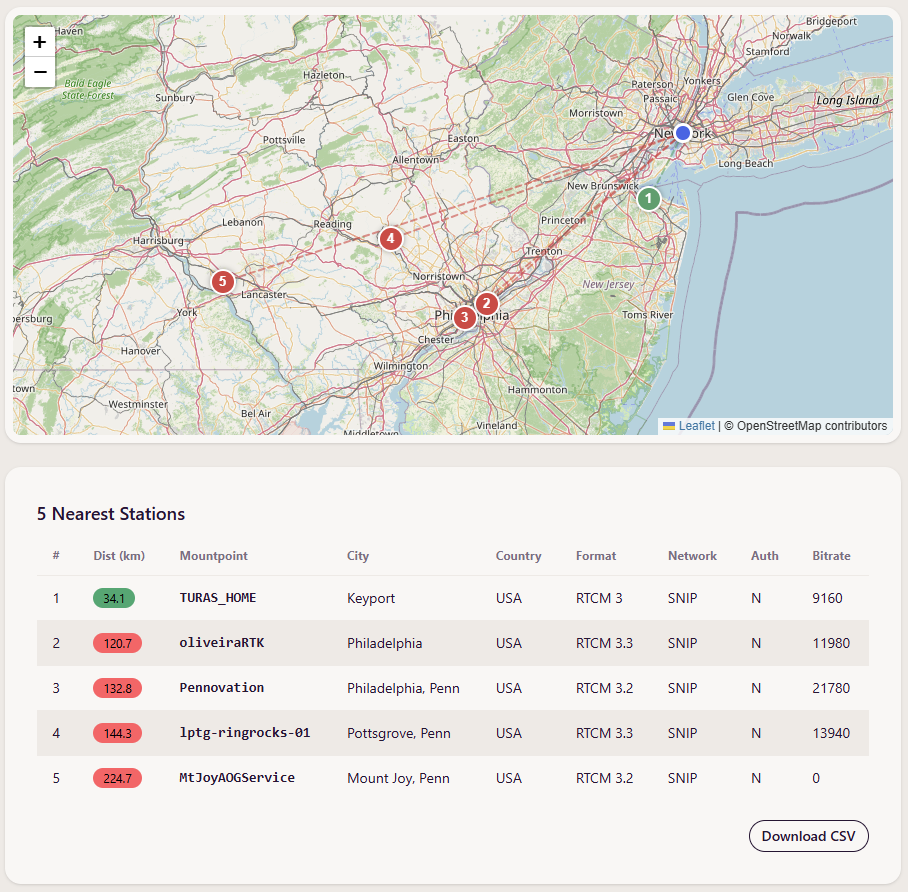 Haven
Bridgeport
+
Norwalk
Stamford
−
Hazleton
Bald Eagle
State Forest
Paterson
Yonkers
Sunbury
Passaic
Glen Cove
Long Island
Morristown
Pottsville
Easton
New York
Allentown
Long Beach
New Brunswick
1
Lebanon
Reading
Princeton
Harrisburg
4
Trenton
Norristown
5
New Jersey
Lancaster
2
York
3
Philadelphia
Toms River
ersburg
Chester
Hanover
Wilmington
town
Hammonton
Westminster
Bel Air
Vineland
Middletown
Leaflet | © OpenStreetMap contributors
5 Nearest Stations
# Dist (km) Mountpoint City Country Format Network Auth Bitrate
1 34.1 TURAS_HOME Keyport USA RTCM 3 SNIP N 9160
2 120.7 oliveiraRTK Philadelphia USA RTCM 3.3 SNIP N 11980
3 132.8 Pennovation Philadelphia, Penn USA RTCM 3.2 SNIP N 21780
4 144.3 lptg-ringrocks-01 Pottsgrove, Penn USA RTCM 3.3 SNIP N 13940
5 224.7 MtJoyAOGService Mount Joy, Penn USA RTCM 3.2 SNIP N 0
Download CSV